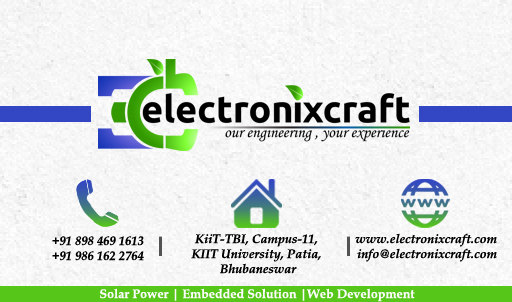 electronixcraft
our engineering , your experience
WWW
+91 898 469 1613
+91 986 162 2764
KiiT-TBI, Campus-11,
KIIT University, Patia,
Bhubaneswar
www.electronixcraft.com
info@electronixcraft.com
Solar Power | Embedded Solution |Web Development